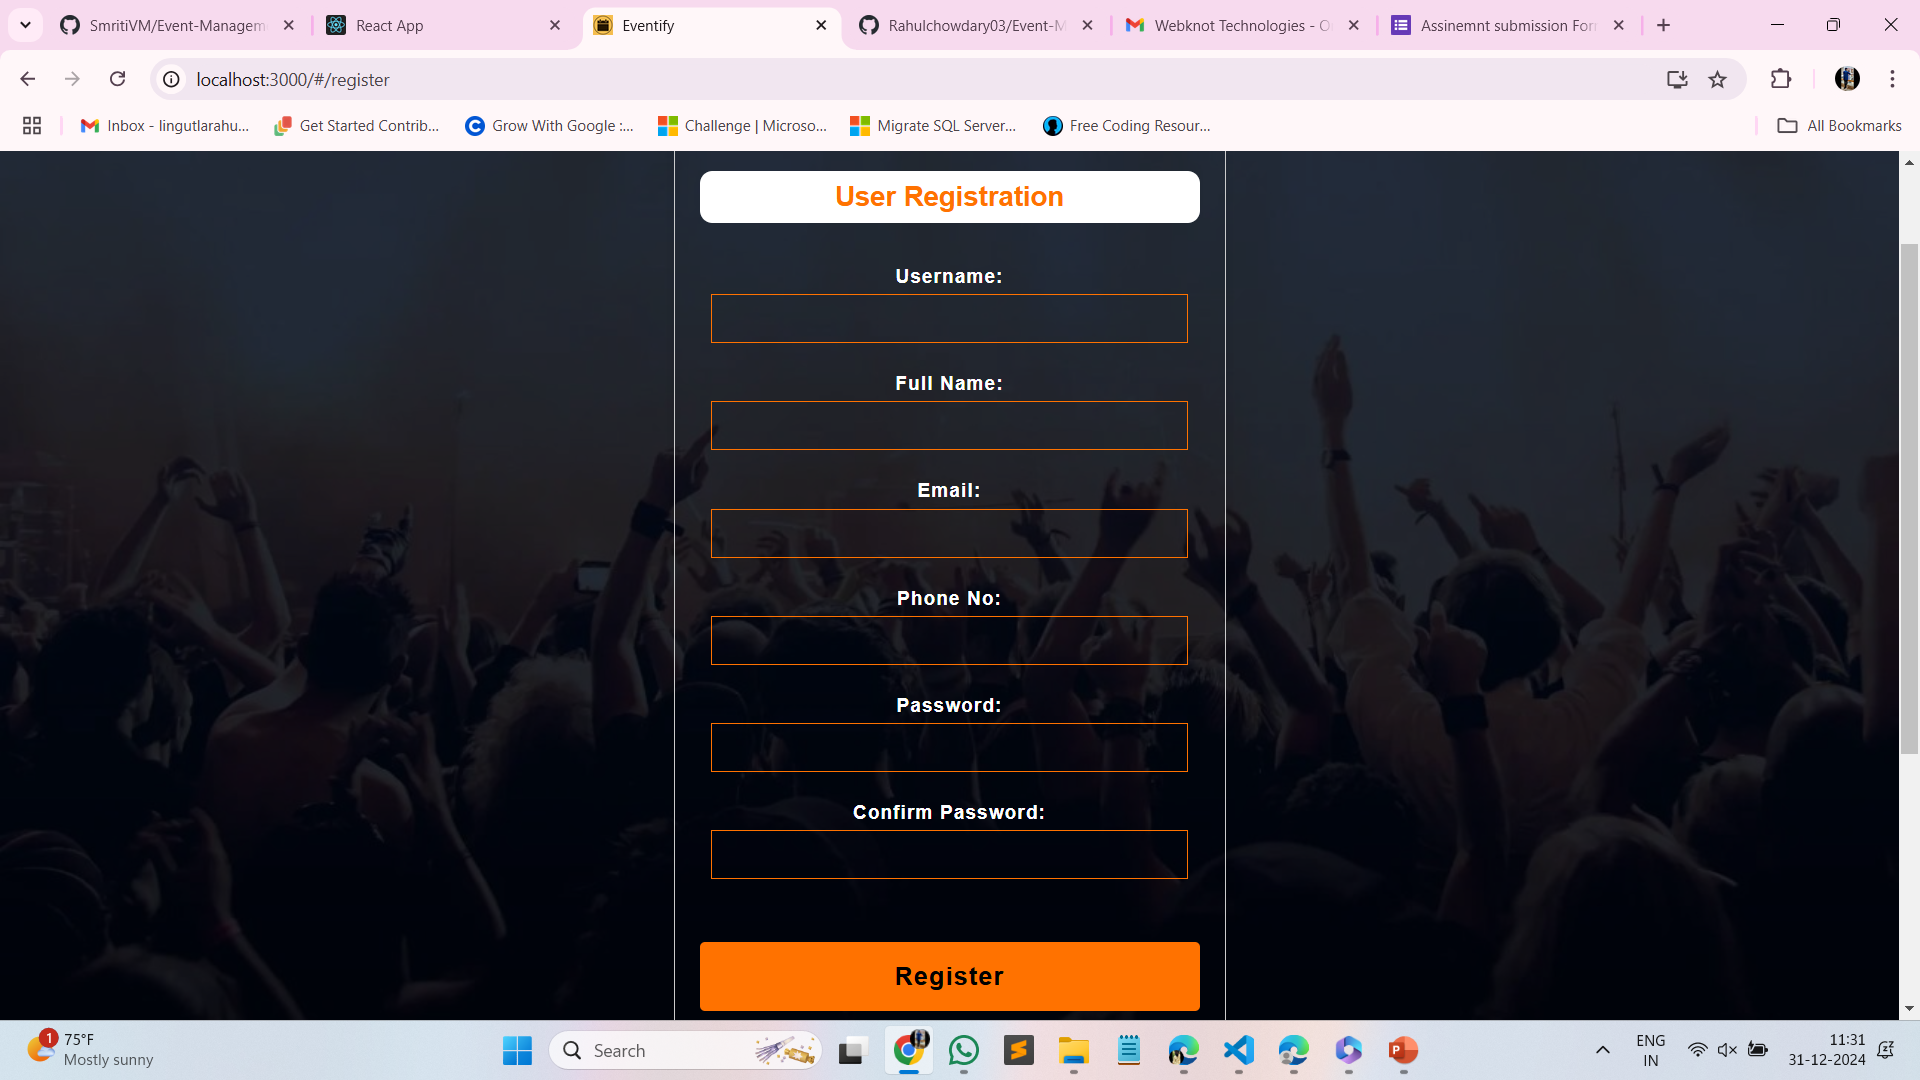 SmritiVM/Event-Managem
React App
Eventify
Rahulchowdary03/Event-M
Webknot Technologies - O
Assinemnt submission For
localhost:3000/#/register
Inbox - lingutlarahu...
Get Started Contrib...
Grow With Google :...
Challenge | Microso...
Migrate SQL Server...
Free Coding Resour...
All Bookmarks
User Registration
Username:
Full Name:
Email:
Phone No:
Password:
Confirm Password:
Register
1
75°F
Mostly sunny
Search
ENG
IN
11:31
31-12-2024